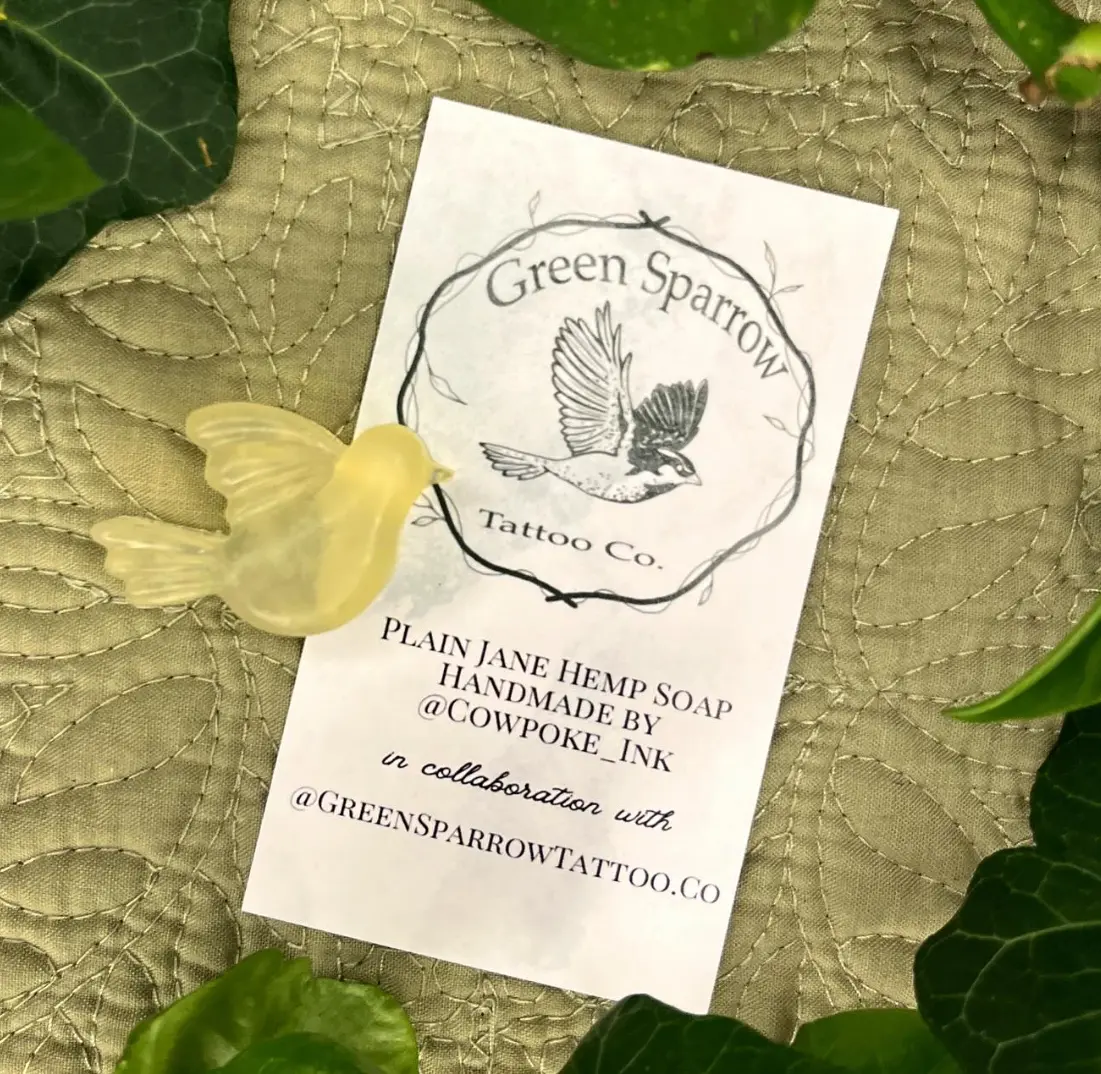 Green Sparrow
Tattoo Co.
PLAIN JANE HEMP SOAP
HANDMADE BY
@COWPOKE_INK
in collaboration with
@GREENSPARROWTATTOO.CO